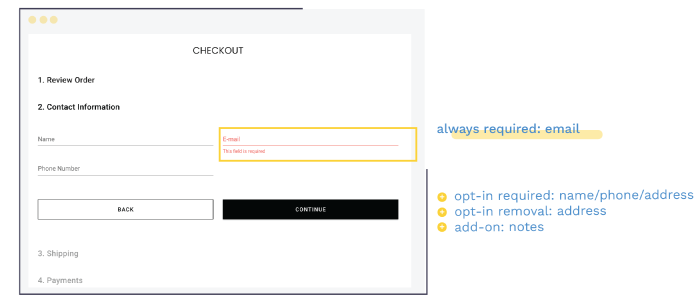 CHECKOUT
1. Review Order
2. Contact Information
Name
E-mail
This field is required
Phone Number
BACK
CONTINUE
3. Shipping
4. Payments
always required: email
opt-in required: name/phone/address
opt-in removal: address
add-on: notes